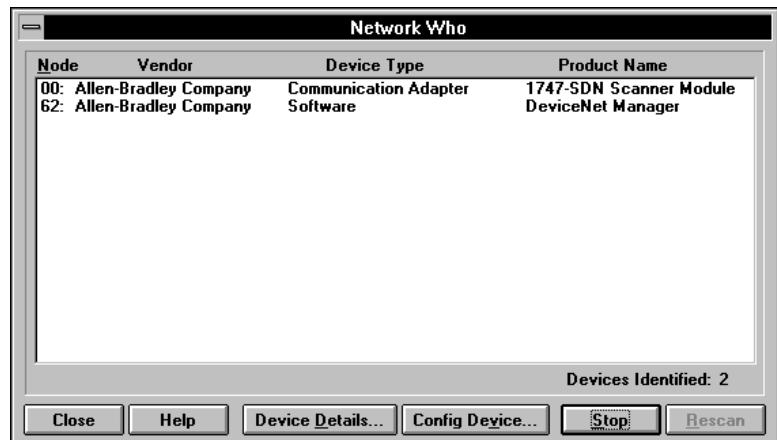 Network Who
Node Vendor Device Type Product Name
00: Allen-Bradley Company Communication Adapter 1747-SDN Scanner Module
62: Allen-Bradley Company Software DeviceNet Manager
Devices Identified: 2
Close Help Device Details... Config Device... Stop Rescan